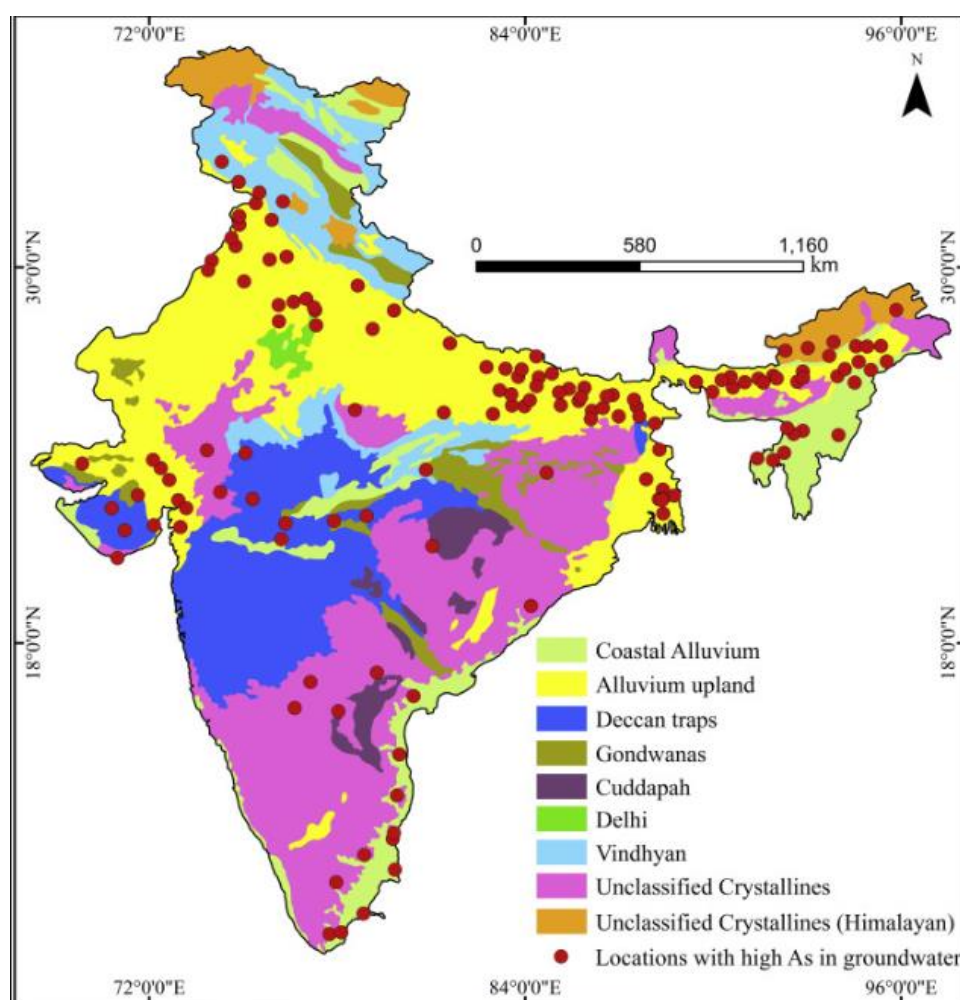 72°0'0"E 84°0'0"E 96°0'0"E
N
0 580 1,160
km
30°0'0"N 30°0'0"N
18°0'0"N 18°0'0"N
Coastal Alluvium
Alluvium upland
Deccan traps
Gondwanas
Cuddapah
Delhi
Vindhyan
Unclassified Crystallines
Unclassified Crystallines (Himalayan)
Locations with high As in groundwater
72°0'0"E 84°0'0"E 96°0'0"E